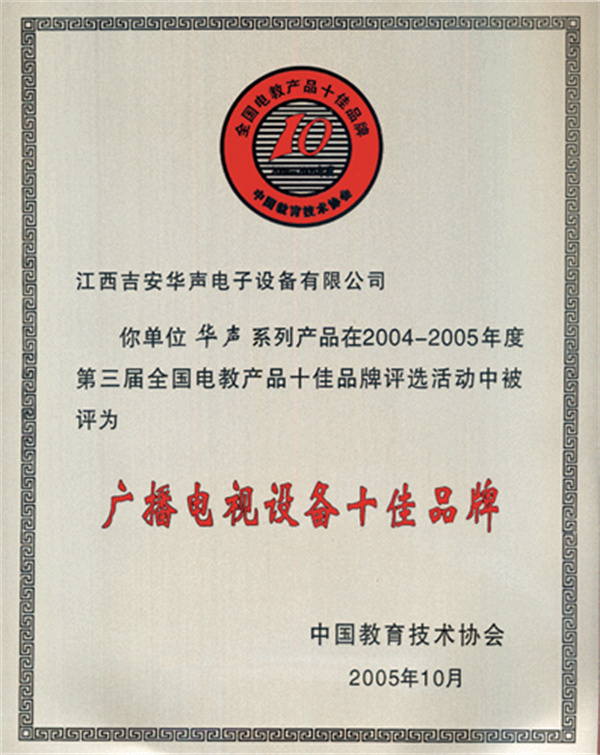 全国电教产品十佳品牌
10
中国教育技术协会
江西吉安华声电子设备有限公司
你单位 华声 系列产品在2004-2005年度
第三届全国电教产品十佳品牌评选活动中被
评为
广播电视设备十佳品牌
中国教育技术协会
2005年10月